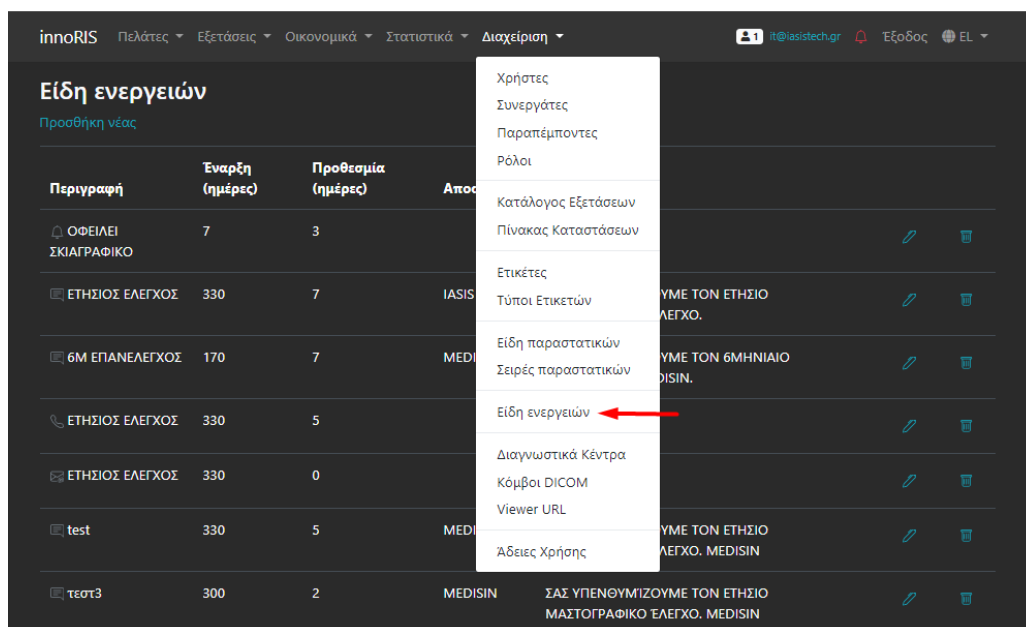 innoRIS Πελάτες Εξετάσεις Οικονομικά Στατιστικά Διαχείριση 1 it@iasistech.gr Έξοδος EL
Είδη ενεργειών
Προσθήκη νέας
Χρήστες
Συνεργάτες
Παραπέμποντες
Ρόλοι
Κατάλογος Εξετάσεων
Πίνακας Καταστάσεων
Ετικέτες
Τύποι Ετικετών
Είδη παραστατικών
Σειρές παραστατικών
Είδη ενεργειών
Διαγνωστικά Κέντρα
Κόμβοι DICOM
Viewer URL
Άδειες Χρήσης
Περιγραφή Έναρξη (ημέρες) Προθεσμία (ημέρες)
ΟΦΕΙΛΕΙ 7 3
ΣΚΙΑΓΡΑΦΙΚΟ
ΕΤΗΣΙΟΣ ΕΛΕΓΧΟΣ 330 7 IASIS ΥΜΕ ΤΟΝ ΕΤΗΣΙΟ
ΛΕΓΧΟ.
6Μ ΕΠΑΝΕΛΕΓΧΟΣ 170 7 MEDI ΥΜΕ ΤΟΝ 6ΜΗΝΙΑΙΟ
DISIN.
ΕΤΗΣΙΟΣ ΕΛΕΓΧΟΣ 330 5
ΕΤΗΣΙΟΣ ΕΛΕΓΧΟΣ 330 0
test 330 5 MEDI ΥΜΕ ΤΟΝ ΕΤΗΣΙΟ
ΛΕΓΧΟ. MEDISIN
τεστ3 300 2 MEDISIN ΣΑΣ ΥΠΕΝΘΥΜΊΖΟΥΜΕ ΤΟΝ ΕΤΗΣΙΟ
ΜΑΣΤΟΓΡΑΦΙΚΟ ΈΛΕΓΧΟ. MEDISIN